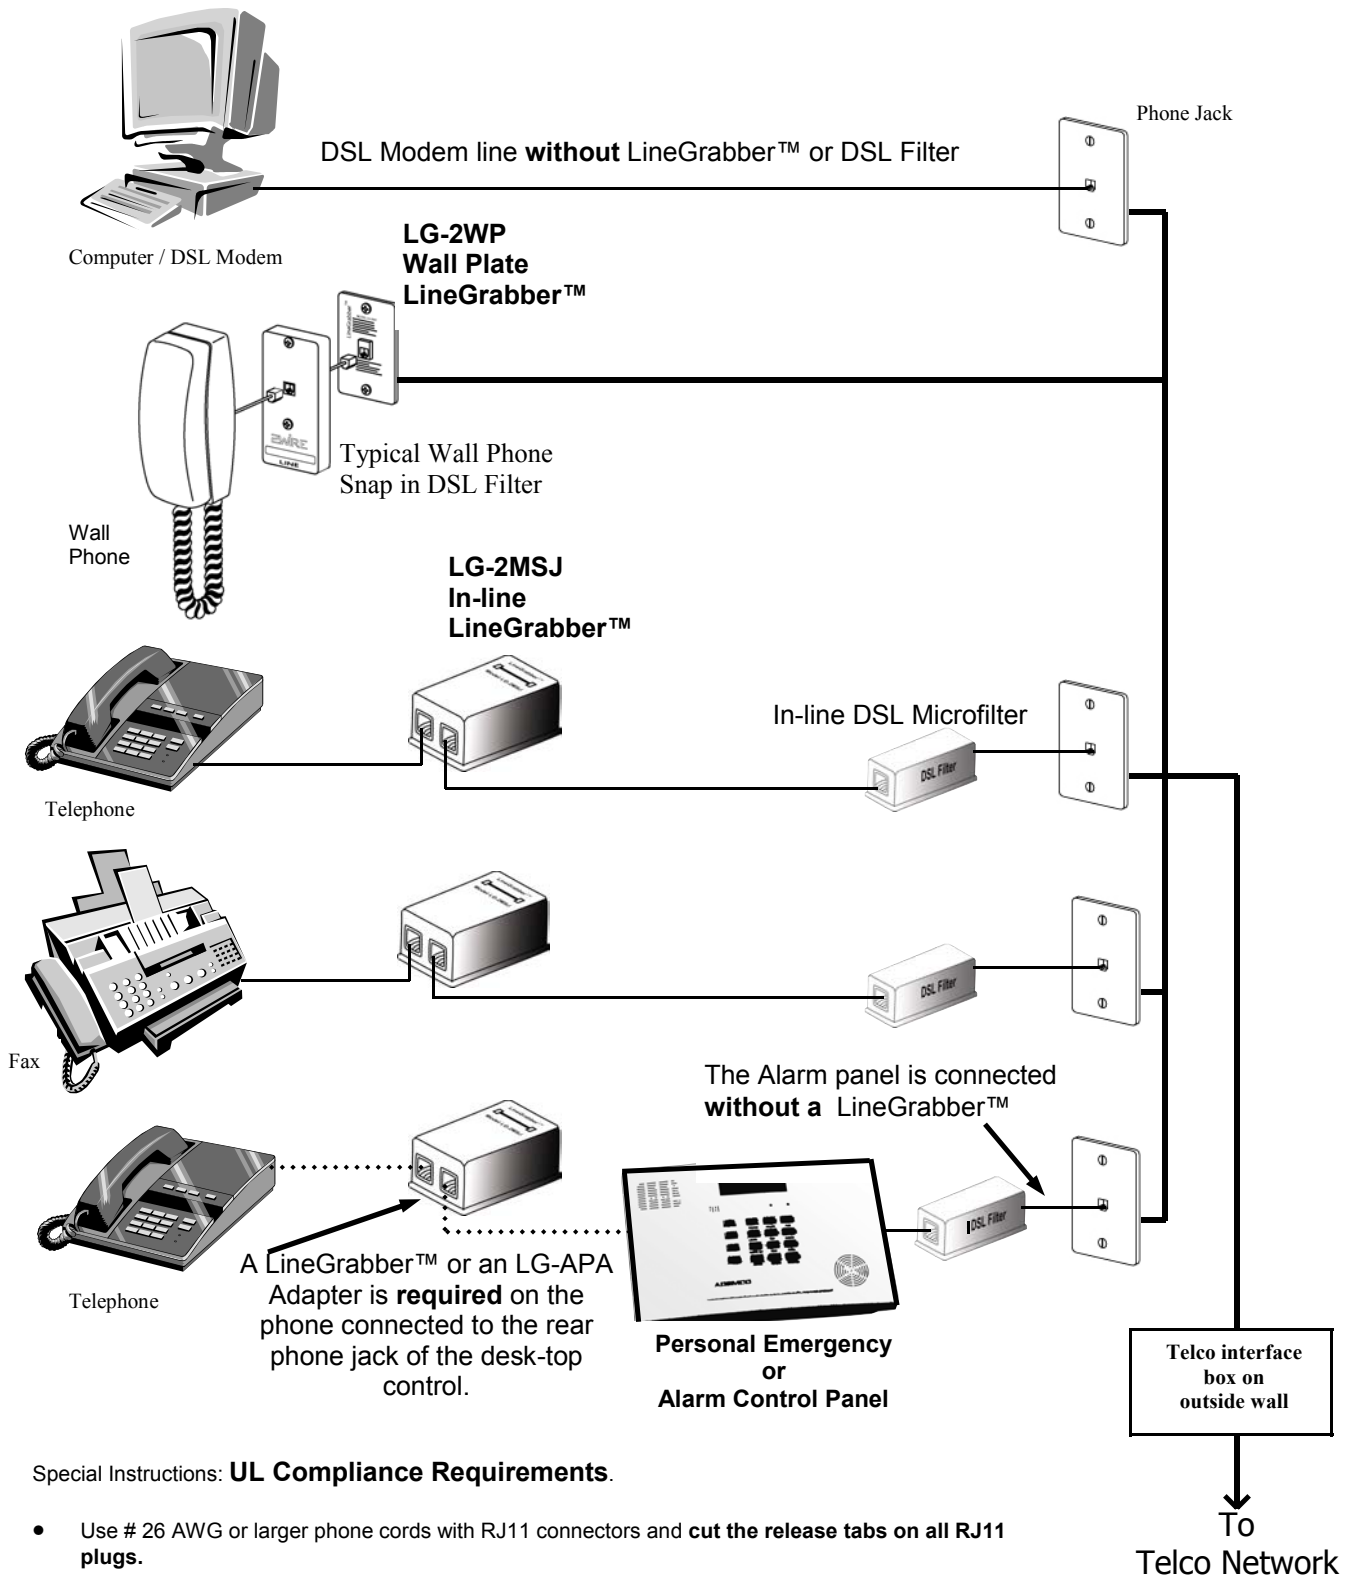 Phone Jack
DSL Modem line without LineGrabber™ or DSL Filter
Computer / DSL Modem
LG-2WP
Wall Plate
LineGrabber™
LineGrabber™
2WIRE
LINE
Typical Wall Phone
Snap in DSL Filter
Wall
Phone
LG-2MSJ
In-line
LineGrabber™
LineGrabber™
In-line DSL Microfilter
DSL Filter
Telephone
LineGrabber™
DSL Filter
Fax
The Alarm panel is connected
without a LineGrabber™
LineGrabber™
DSL Filter
Telephone
A LineGrabber™ or an LG-APA
Adapter is required on the
phone connected to the rear
phone jack of the desk-top
control.
ADEMCO
Personal Emergency
or
Alarm Control Panel
Telco interface
box on
outside wall
Special Instructions: UL Compliance Requirements.
• Use # 26 AWG or larger phone cords with RJ11 connectors and cut the release tabs on all RJ11
plugs.
To
Telco Network